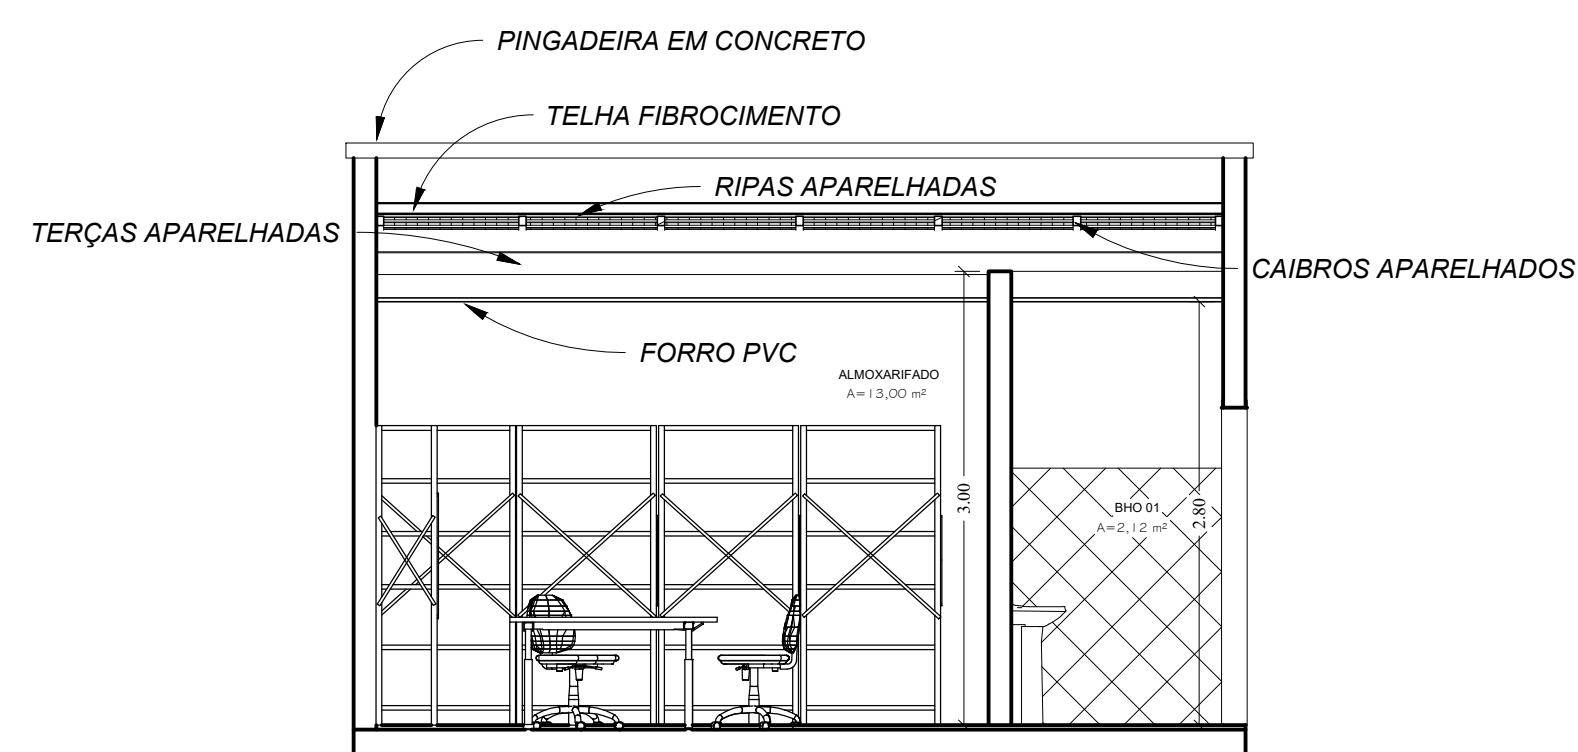 PINGADEIRA EM CONCRETO
TELHA FIBROCIMENTO
RIPAS APARELHADAS
TERÇAS APARELHADAS
CAIBROS APARELHADOS
FORRO PVC
ALMOXARIFADO
A=13,00 m²
3.00
BHO 01
A=2,12 m²
2.80